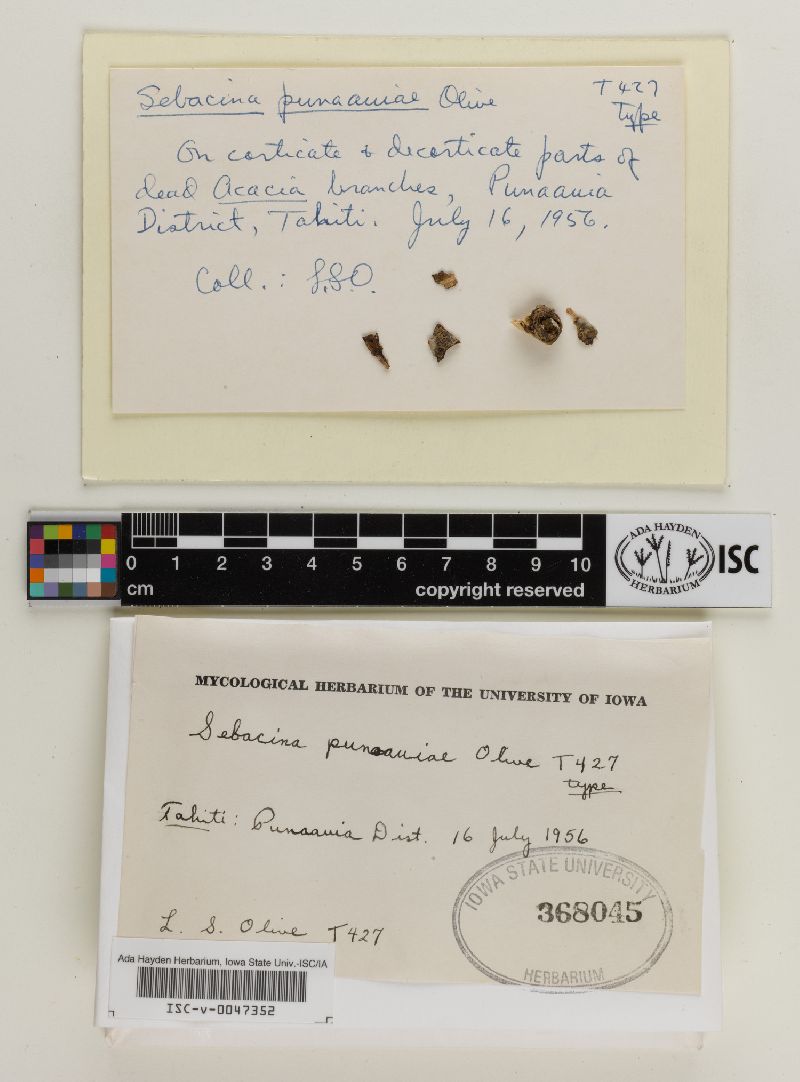 Sebacina punaauiae Olive T427
type
On corticate & decorticate parts of
dead Acacia branches, Punaauia
District, Tahiti. July 16, 1956.
Coll.: L.S.O.
0 1 2 3 4 5 6 7 8 9 10
cm copyright reserved
ADA HAYDEN
HERBARIUM
ISC
MYCOLOGICAL HERBARIUM OF THE UNIVERSITY OF IOWA
Sebacina punaauiae Olive T427
type
Tahiti: Punaauia Dist. 16 July 1956
IOWA STATE UNIVERSITY
368045
HERBARIUM
L. S. Olive T427
Ada Hayden Herbarium, Iowa State Univ.-ISC/IA
ISC-v-0047352